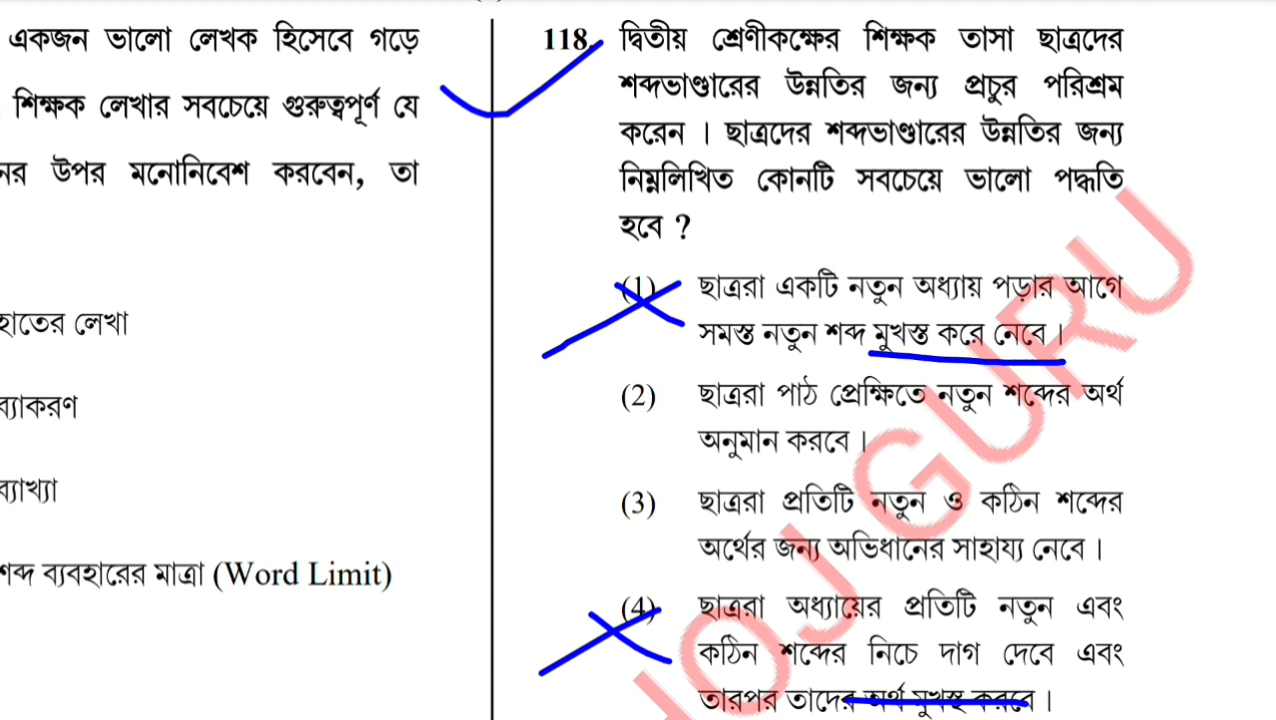 একজন ভালো লেখক হিসেবে গড়ে
শিক্ষক লেখার সবচেয়ে গুরুত্বপূর্ণ যে
নর উপর মনোনিবেশ করবেন, তা
হাতের লেখা
ব্যাকরণ
ব্যাখ্যা
শব্দ ব্যবহারের মাত্রা (Word Limit)
118. দ্বিতীয় শ্রেণীকক্ষের শিক্ষক তাসা ছাত্রদের
শব্দভাণ্ডারের উন্নতির জন্য প্রচুর পরিশ্রম
করেন । ছাত্রদের শব্দভাণ্ডারের উন্নতির জন্য
নিম্নলিখিত কোনটি সবচেয়ে ভালো পদ্ধতি
হবে ?
(1) ছাত্ররা একটি নতুন অধ্যায় পড়ার আগে
সমস্ত নতুন শব্দ মুখস্ত করে নেবে ।
(2) ছাত্ররা পাঠ প্রেক্ষিতে নতুন শব্দের অর্থ
অনুমান করবে ।
(3) ছাত্ররা প্রতিটি নতুন ও কঠিন শব্দের
অর্থের জন্য অভিধানের সাহায্য নেবে ।
(4) ছাত্ররা অধ্যায়ের প্রতিটি নতুন এবং
কঠিন শব্দের নিচে দাগ দেবে এবং
তারপর তাদের অর্থ মুখস্থ করবে ।
HOJ GURU